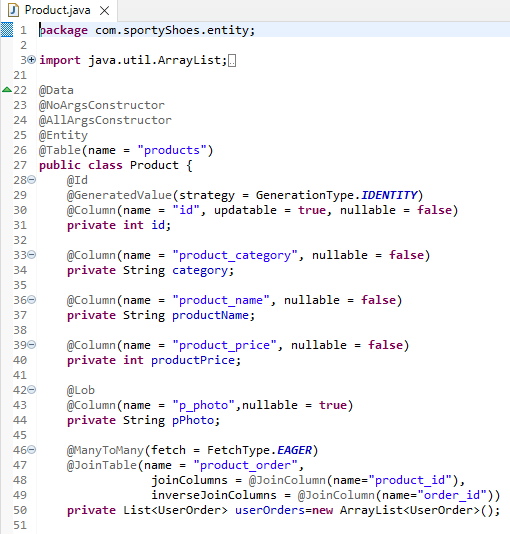 Product.java
1 package com.sportyShoes.entity;
2
3 import java.util.ArrayList;
21
22 @Data
23 @NoArgsConstructor
24 @AllArgsConstructor
25 @Entity
26 @Table(name = "products")
27 public class Product {
28 @Id
29 @GeneratedValue(strategy = GenerationType.IDENTITY)
30 @Column(name = "id", updatable = true, nullable = false)
31 private int id;
32
33 @Column(name = "product_category", nullable = false)
34 private String category;
35
36 @Column(name = "product_name", nullable = false)
37 private String productName;
38
39 @Column(name = "product_price", nullable = false)
40 private int productPrice;
41
42 @Lob
43 @Column(name = "p_photo",nullable = true)
44 private String pPhoto;
45
46 @ManyToMany(fetch = FetchType.EAGER)
47 @JoinTable(name = "product_order",
48 joinColumns = @JoinColumn(name="product_id"),
49 inverseJoinColumns = @JoinColumn(name="order_id"))
50 private List<UserOrder> userOrders=new ArrayList<UserOrder>();
51